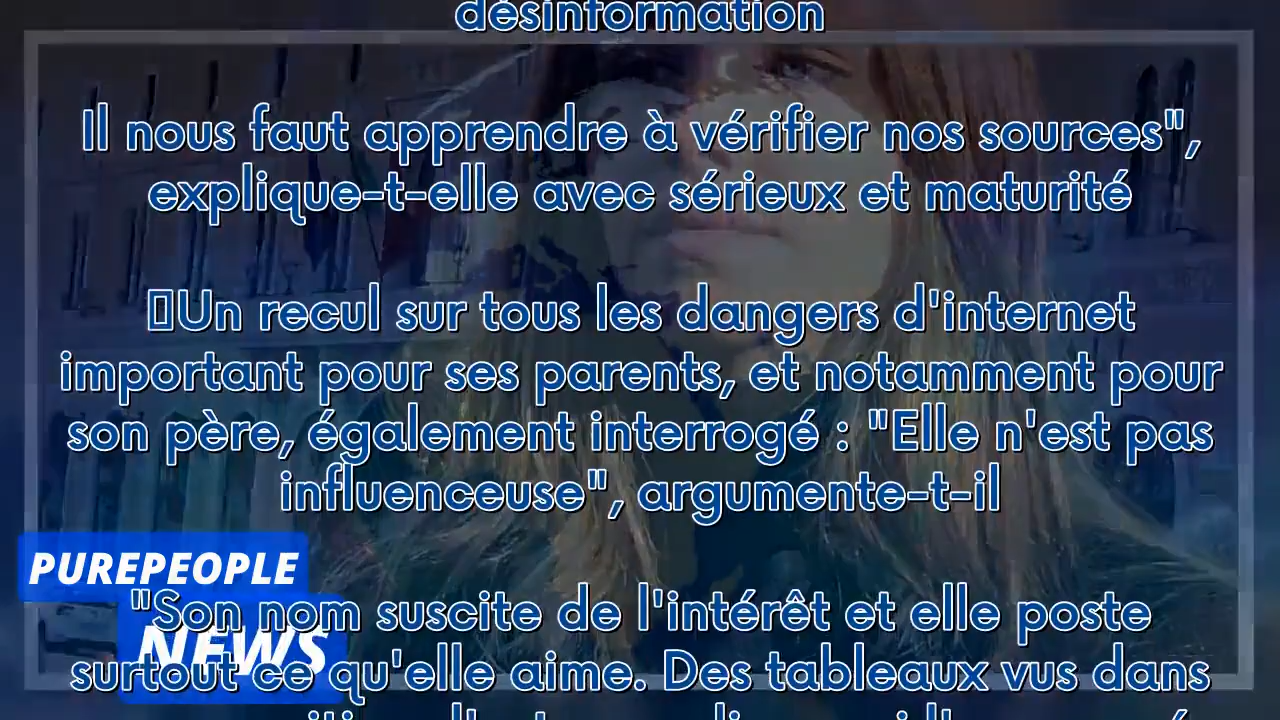 désinformation
Il nous faut apprendre à vérifier nos sources",
explique-t-elle avec sérieux et maturité
Un recul sur tous les dangers d'internet
important pour ses parents, et notamment pour
son père, également interrogé : "Elle n'est pas
influenceuse", argumente-t-il
PUREPEOPLE
"Son nom suscite de l'intérêt et elle poste
NEWS
surtout ce qu'elle aime. Des tableaux vus dans